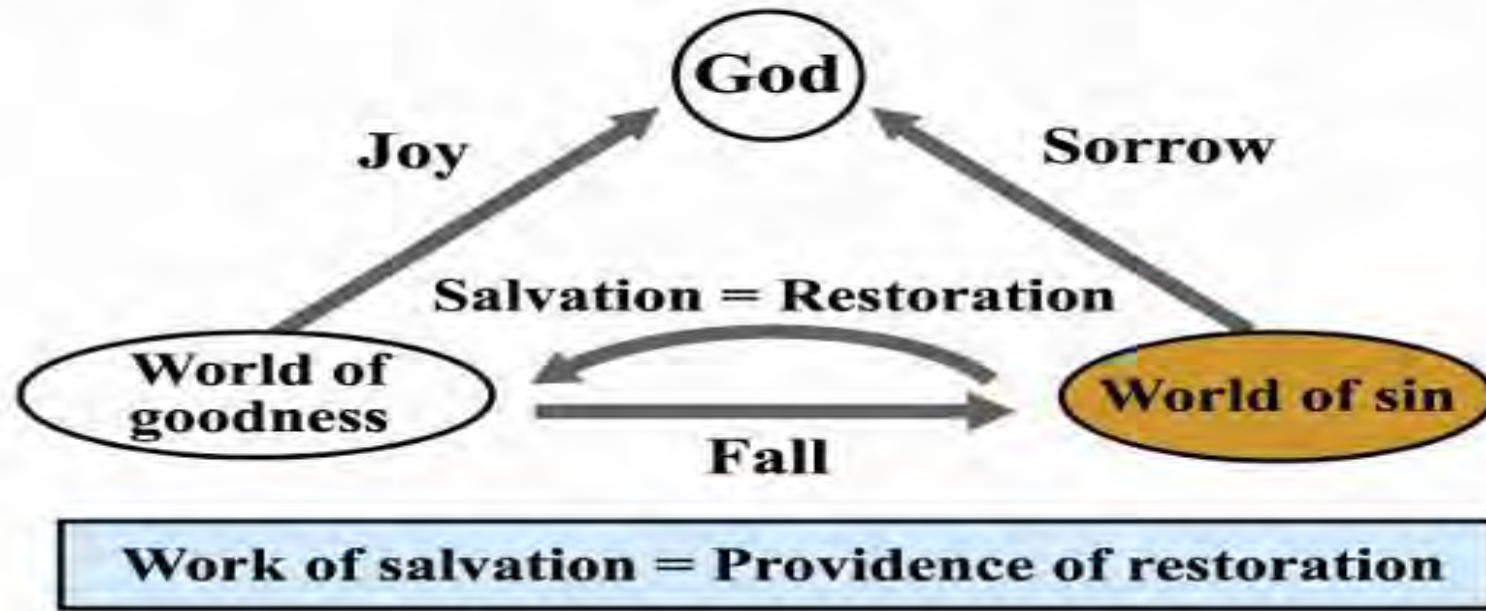 God
Joy
Sorrow
Salvation = Restoration
World of
goodness
World of sin
Fall
Work of salvation = Providence of restoration